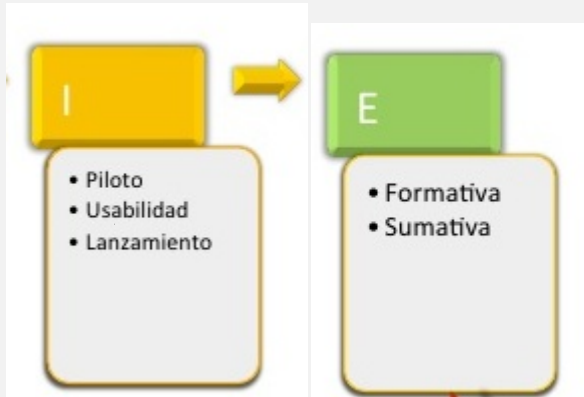 I
• Piloto
• Usabilidad
• Lanzamiento
E
• Formativa
• Sumativa